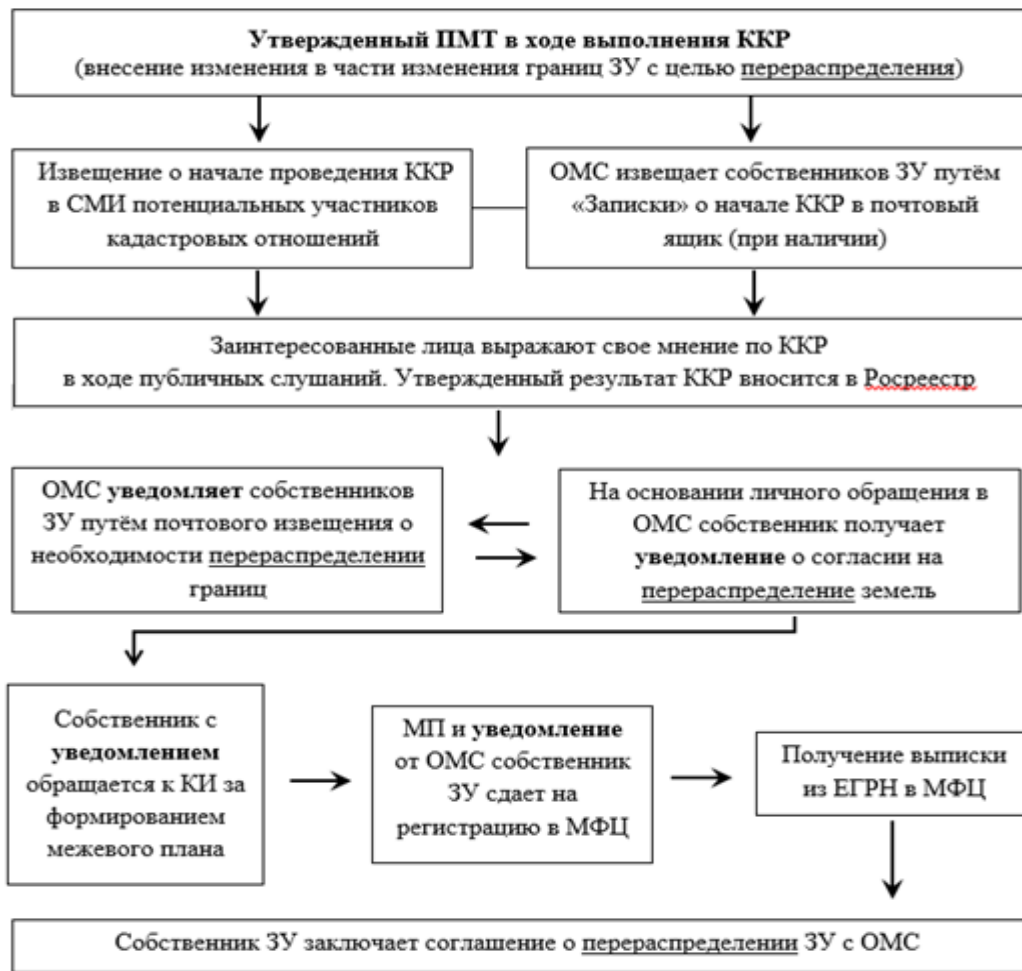 Утвержденный ПМТ в ходе выполнения ККР
(внесение изменения в части изменения границ ЗУ с целью перераспределения)
Извещение о начале проведения ККР
в СМИ потенциальных участников
кадастровых отношений
ОМС извещает собственников ЗУ путём
«Записки» о начале ККР в почтовый
ящик (при наличии)
Заинтересованные лица выражают свое мнение по ККР
в ходе публичных слушаний. Утвержденный результат ККР вносится в Росреестр
ОМС уведомляет собственников
ЗУ путём почтового извещения о
необходимости перераспределении
границ
На основании личного обращения в
ОМС собственник получает
уведомление о согласии на
перераспределение земель
Собственник с
уведомлением
обращается к КИ за
формированием
межевого плана
МП и уведомление
от ОМС собственник
ЗУ сдает на
регистрацию в МФЦ
Получение выписки
из ЕГРН в МФЦ
Собственник ЗУ заключает соглашение о перераспределении ЗУ с ОМС